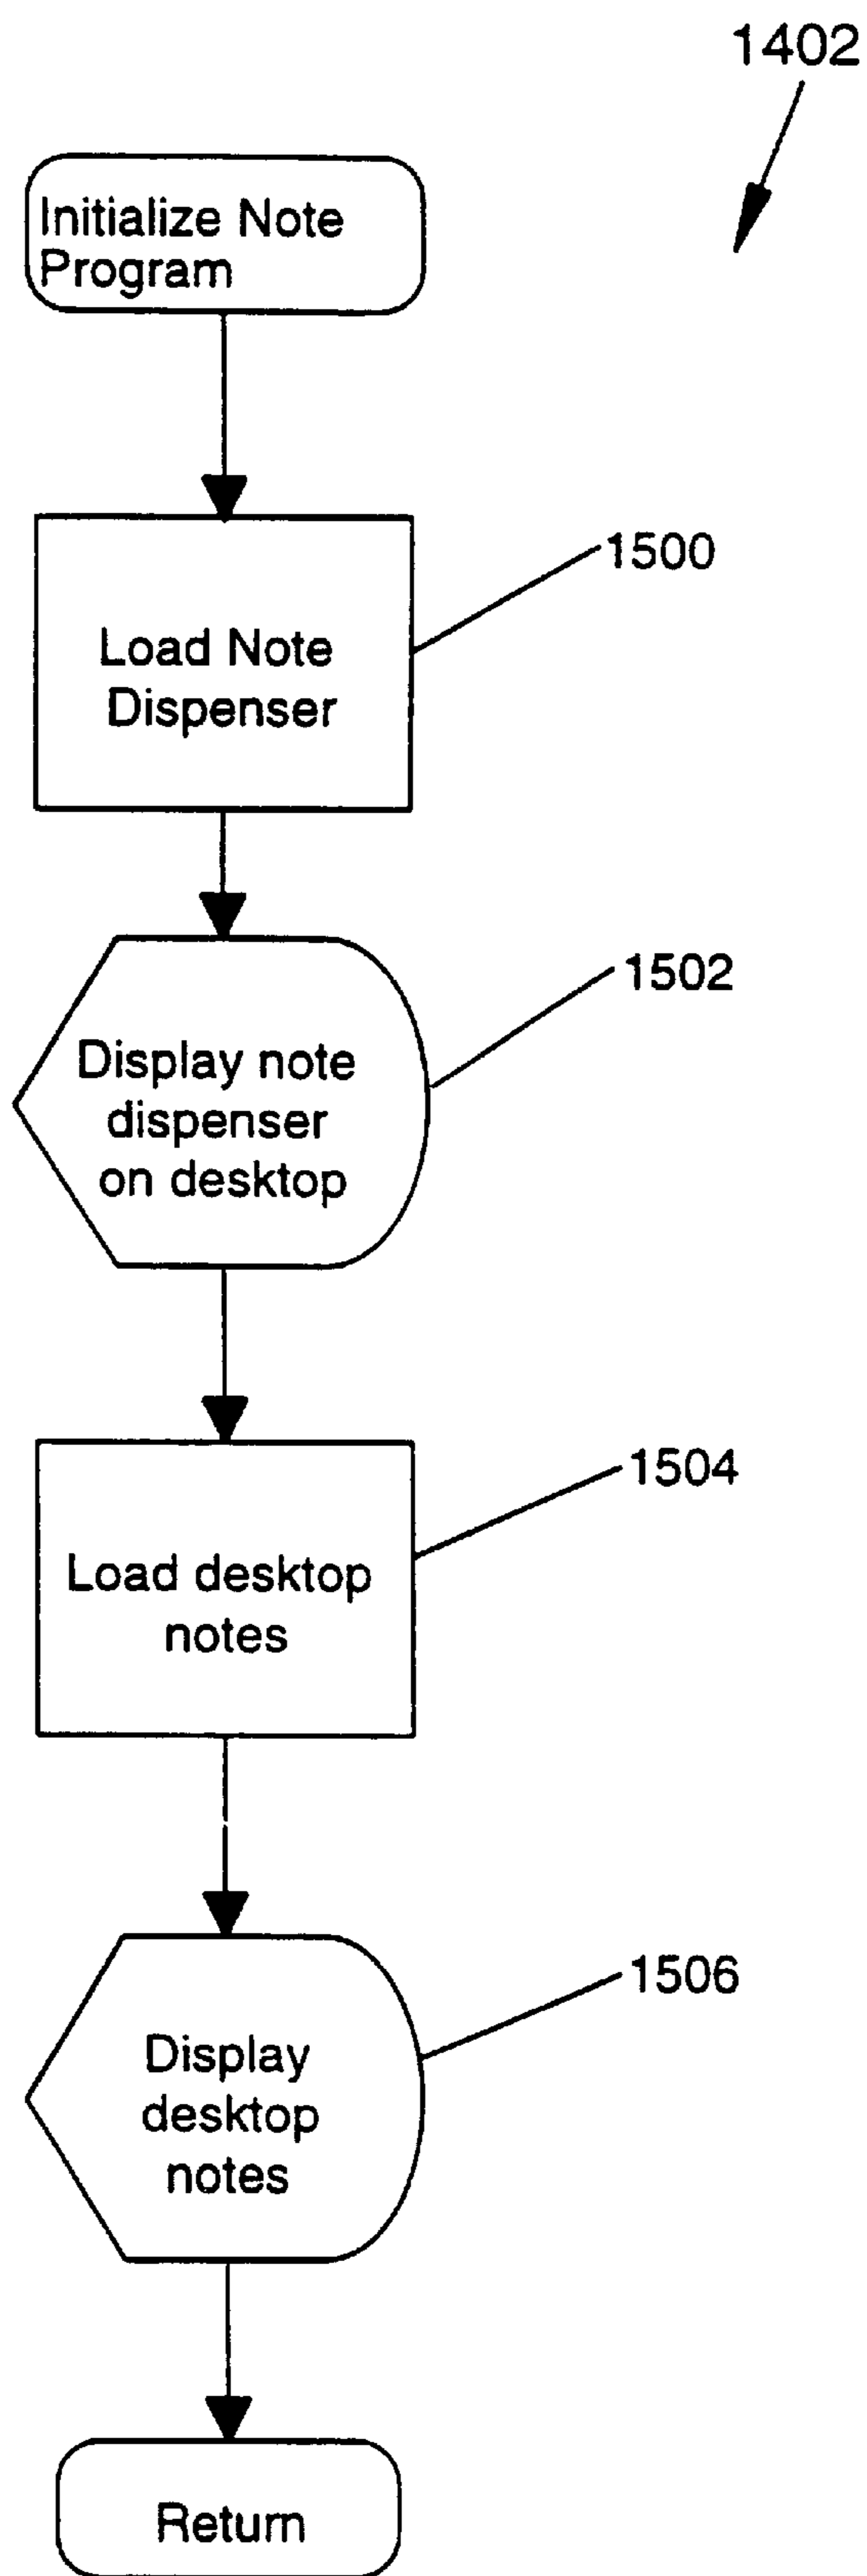 1402
Initialize Note
Program
1500
Load Note
Dispenser
1502
Display note
dispenser
on desktop
1504
Load desktop
notes
1506
Display
desktop
notes
Return